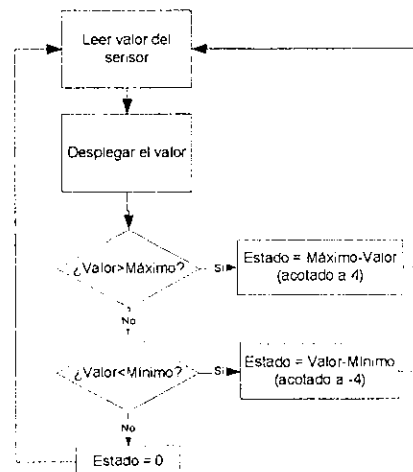 Leer valor del
sensor
Desplegar el valor
¿Valor>Máximo?
Si
Estado = Máximo-Valor
(acotado a 4)
No
¿Valor<Mínimo?
Si
Estado = Valor-Mínimo
(acotado a -4)
No
Estado = 0